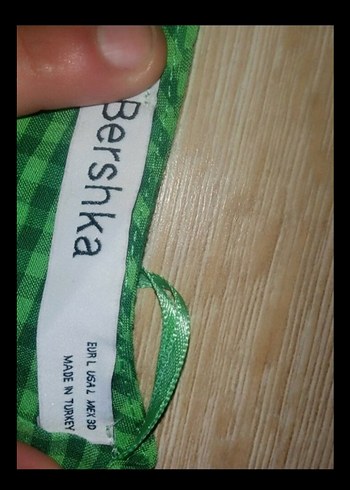 Bershka
EUR L USA L MEX 30
MADE IN TURKEY